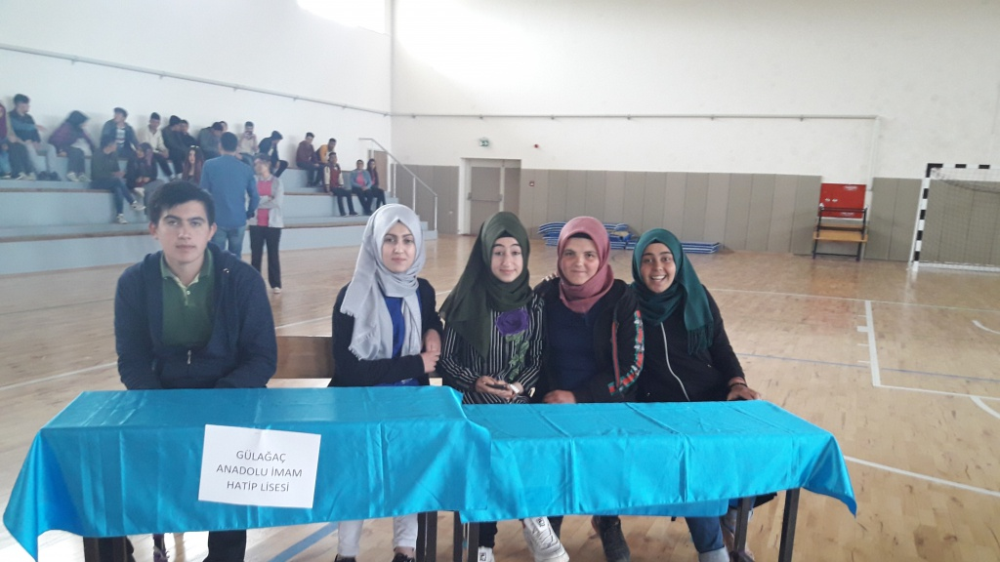 GÜLAĞAÇ
ANADOLU İMAM
HATİP LİSESİ